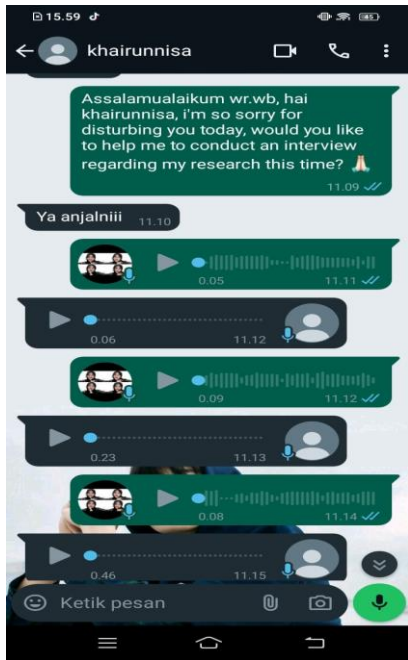 15.59
45
khairunnisa
Assalamualaikum wr.wb, hai
khairunnisa, i'm so sorry for
disturbing you today, would you like
to help me to conduct an interview
regarding my research this time? 🙏🏻
11.09
Ya anjalniii 11.10
0.05 11.11
0.06 11.12
0.09 11.12
0.23 11.13
0.08 11.14
0.46 11.15
Ketik pesan